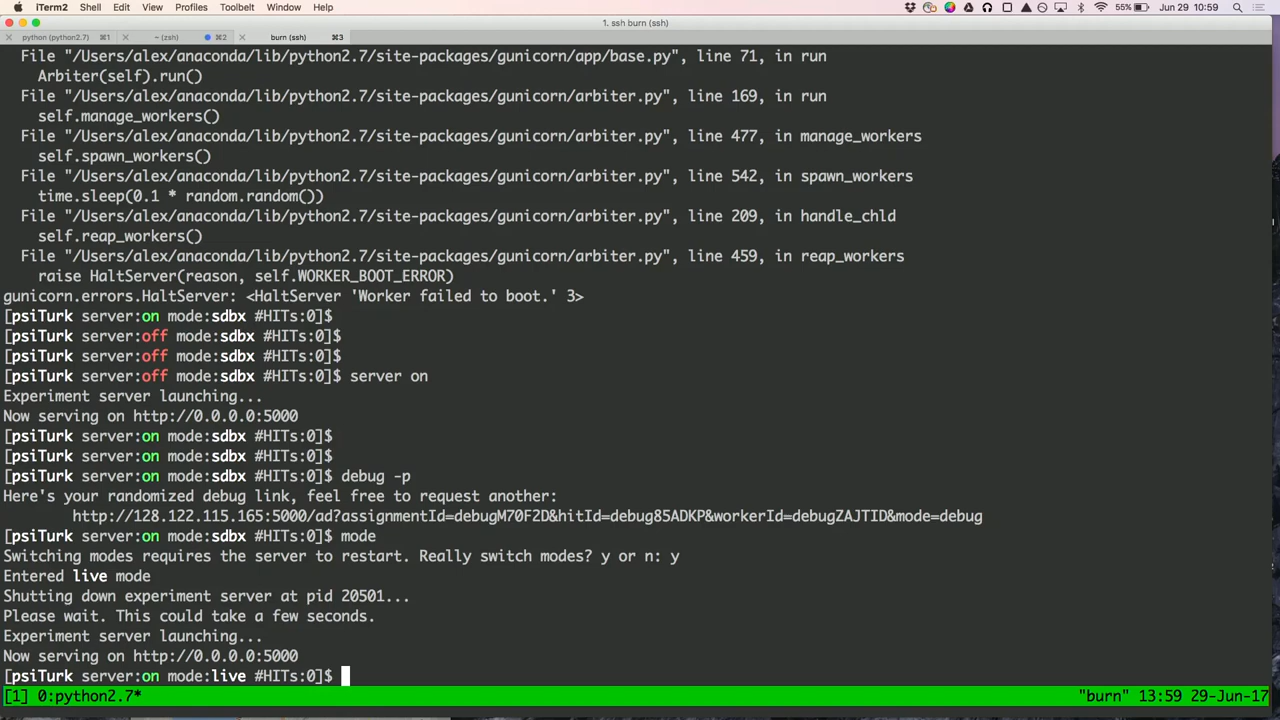 iTerm2 Shell Edit View Profiles Toolbelt Window Help 55% Jun 29 10:59
1. ssh burn (ssh)
python (python2.7) ⌘1 ~ (zsh) ⌘2 burn (ssh) ⌘3
File "/Users/alex/anaconda/lib/python2.7/site-packages/gunicorn/app/base.py", line 71, in run
Arbiter(self).run()
File "/Users/alex/anaconda/lib/python2.7/site-packages/gunicorn/arbiter.py", line 169, in run
self.manage_workers()
File "/Users/alex/anaconda/lib/python2.7/site-packages/gunicorn/arbiter.py", line 477, in manage_workers
self.spawn_workers()
File "/Users/alex/anaconda/lib/python2.7/site-packages/gunicorn/arbiter.py", line 542, in spawn_workers
time.sleep(0.1 * random.random())
File "/Users/alex/anaconda/lib/python2.7/site-packages/gunicorn/arbiter.py", line 209, in handle_chld
self.reap_workers()
File "/Users/alex/anaconda/lib/python2.7/site-packages/gunicorn/arbiter.py", line 459, in reap_workers
raise HaltServer(reason, self.WORKER_BOOT_ERROR)
gunicorn.errors.HaltServer: <HaltServer 'Worker failed to boot.' 3>
[psiTurk server:on mode:sdbx #HITs:0]$
[psiTurk server:off mode:sdbx #HITs:0]$
[psiTurk server:off mode:sdbx #HITs:0]$
[psiTurk server:off mode:sdbx #HITs:0]$ server on
Experiment server launching...
Now serving on http://0.0.0.0:5000
[psiTurk server:on mode:sdbx #HITs:0]$
[psiTurk server:on mode:sdbx #HITs:0]$
[psiTurk server:on mode:sdbx #HITs:0]$ debug -p
Here's your randomized debug link, feel free to request another:
http://128.122.115.165:5000/ad?assignmentId=debugM70F2D&hitId=debug85ADKP&workerId=debugZAJTID&mode=debug
[psiTurk server:on mode:sdbx #HITs:0]$ mode
Switching modes requires the server to restart. Really switch modes? y or n: y
Entered live mode
Shutting down experiment server at pid 20501...
Please wait. This could take a few seconds.
Experiment server launching...
Now serving on http://0.0.0.0:5000
[psiTurk server:on mode:live #HITs:0]$
[1] 0:python2.7* "burn" 13:59 29-Jun-17